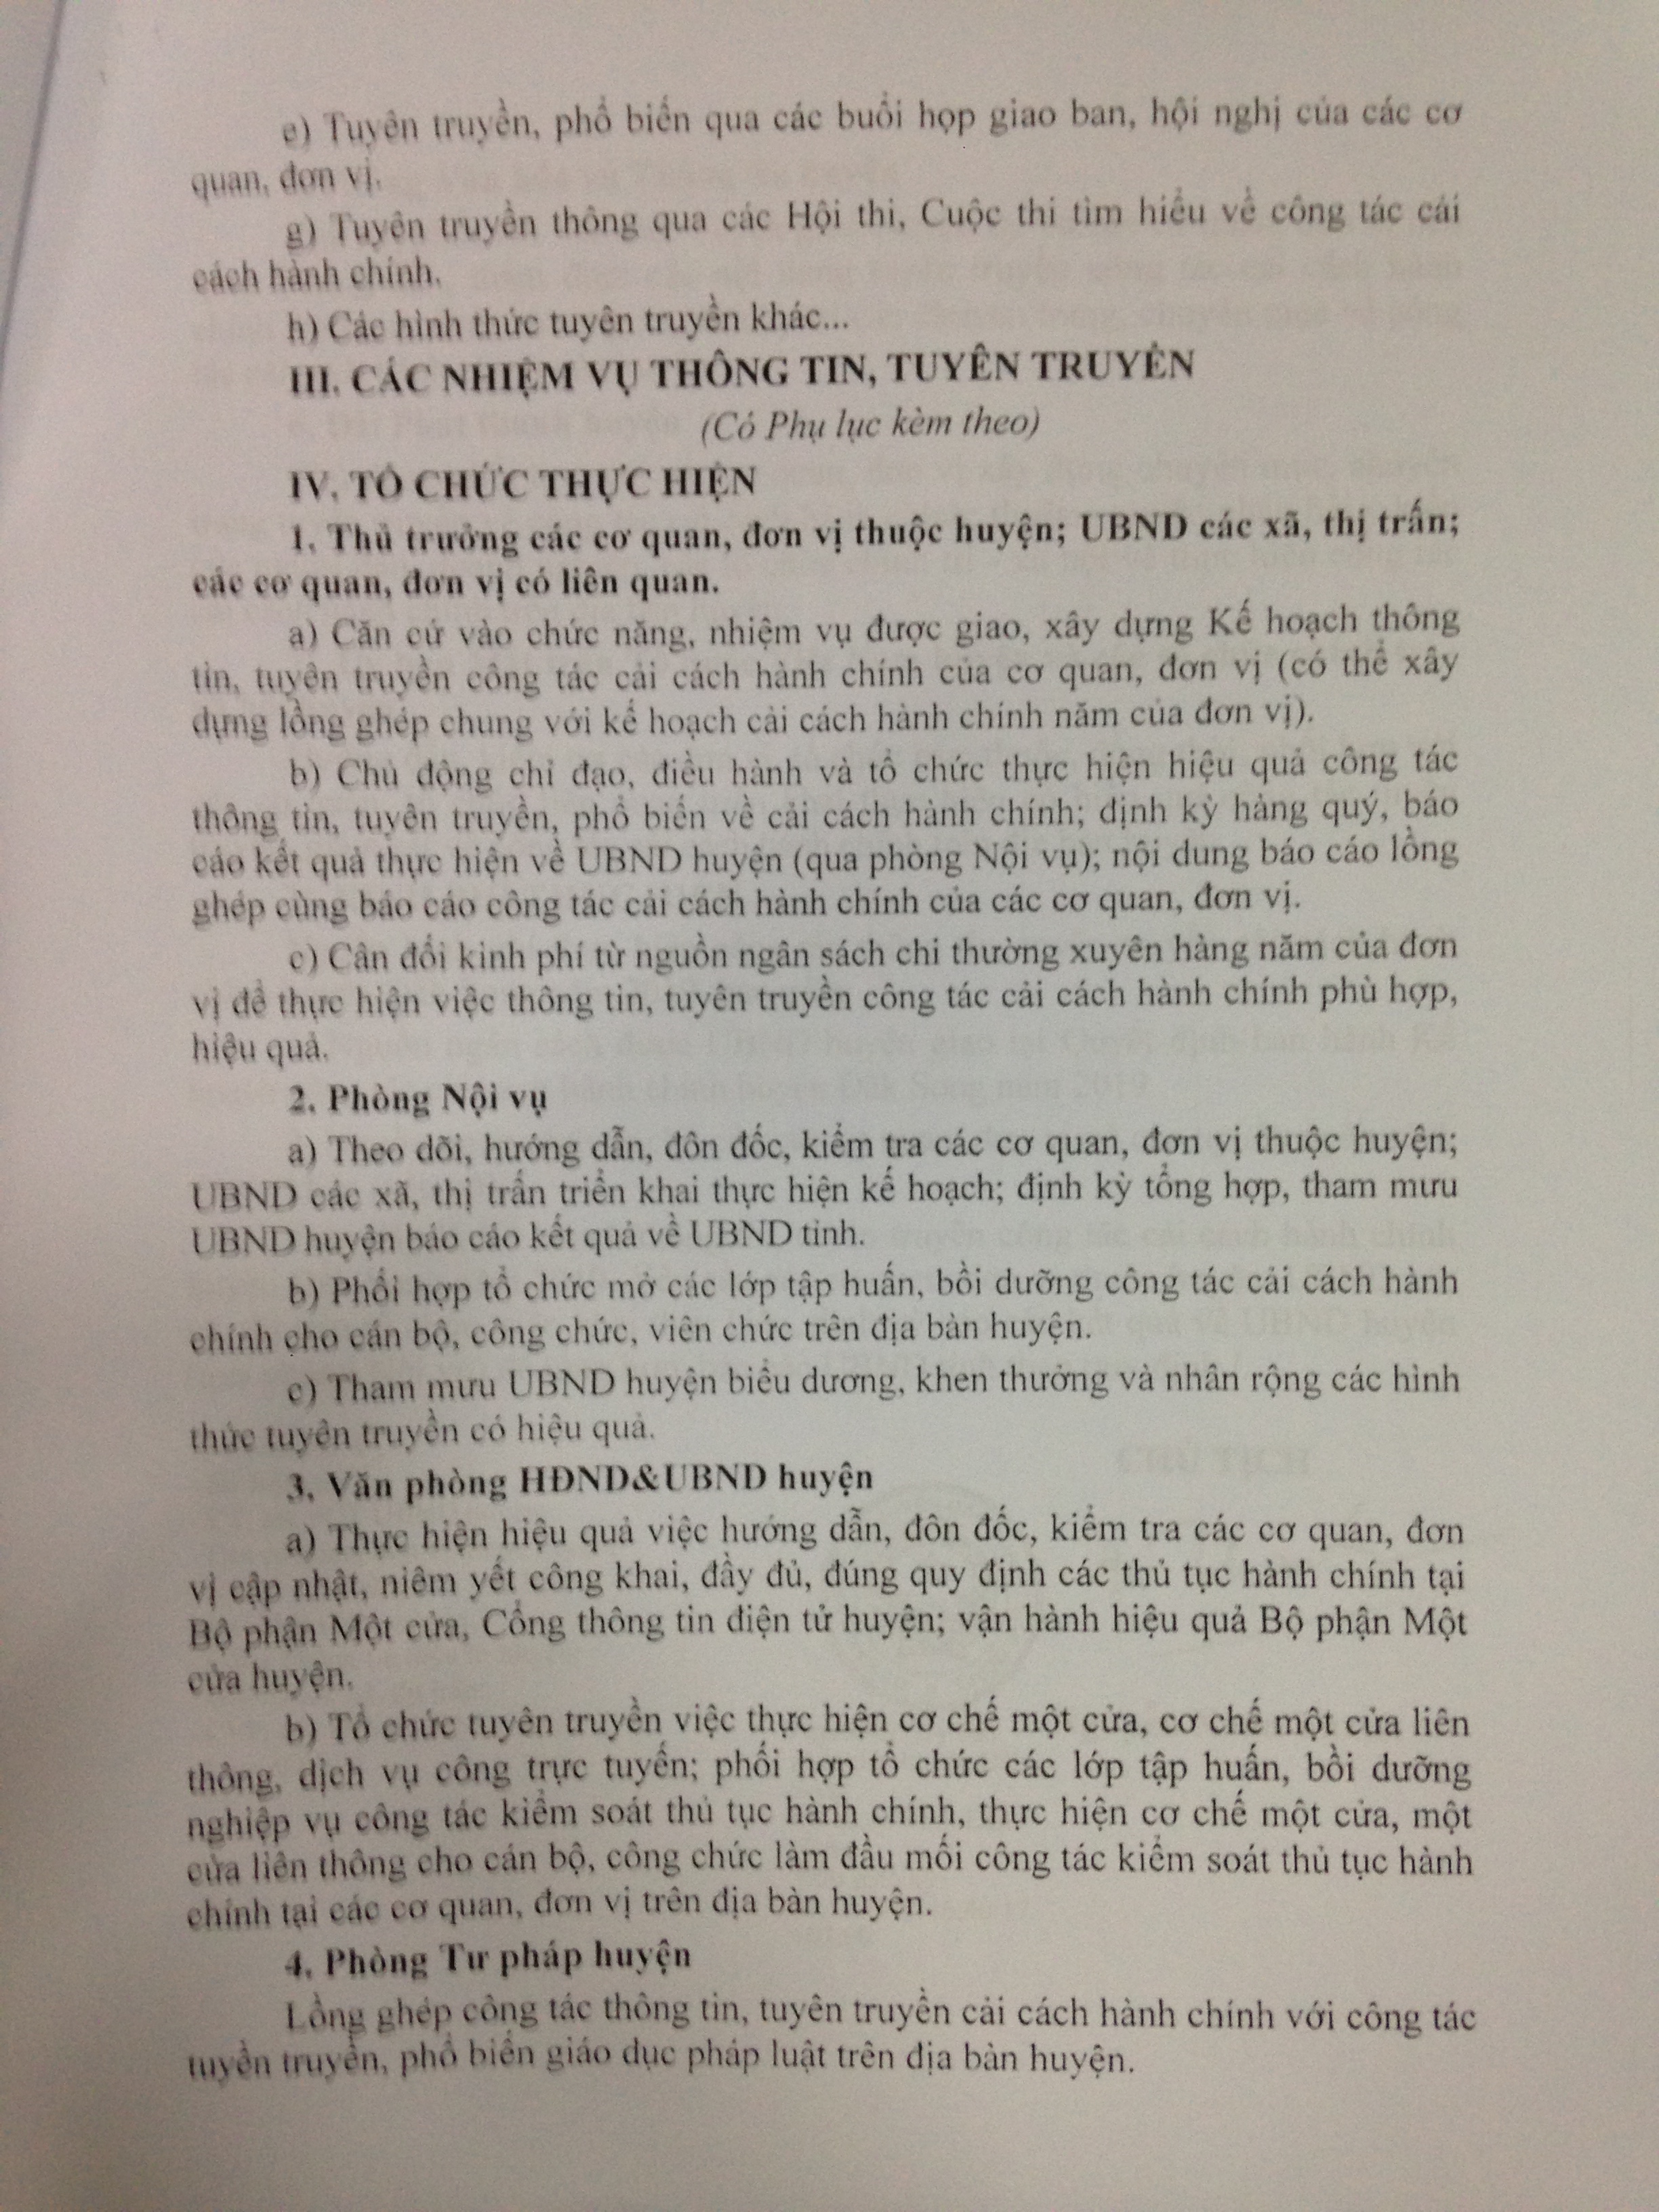 e) Tuyên truyền, phổ biến qua các buổi họp giao ban, hội nghị của các cơ
quan, đơn vị.
g) Tuyên truyền thông qua các Hội thi, Cuộc thi tìm hiểu về công tác cải
cách hành chính.
h) Các hình thức tuyên truyền khác...
III. CÁC NHIỆM VỤ THÔNG TIN, TUYÊN TRUYỀN
(Có Phụ lục kèm theo)
IV. TỔ CHỨC THỰC HIỆN
1. Thủ trưởng các cơ quan, đơn vị thuộc huyện; UBND các xã, thị trấn;
các cơ quan, đơn vị có liên quan.
a) Căn cứ vào chức năng, nhiệm vụ được giao, xây dựng Kế hoạch thông
tin, tuyên truyền công tác cải cách hành chính của cơ quan, đơn vị (có thể xây
dựng lồng ghép chung với kế hoạch cải cách hành chính năm của đơn vị).
b) Chủ động chỉ đạo, điều hành và tổ chức thực hiện hiệu quả công tác
thông tin, tuyên truyền, phổ biến về cải cách hành chính; định kỳ hàng quý, báo
cáo kết quả thực hiện về UBND huyện (qua phòng Nội vụ); nội dung báo cáo lồng
ghép cùng báo cáo công tác cải cách hành chính của các cơ quan, đơn vị.
c) Cân đối kinh phí từ nguồn ngân sách chi thường xuyên hàng năm của đơn
vị để thực hiện việc thông tin, tuyên truyền công tác cải cách hành chính phù hợp,
hiệu quả.
2. Phòng Nội vụ
a) Theo dõi, hướng dẫn, đôn đốc, kiểm tra các cơ quan, đơn vị thuộc huyện;
UBND các xã, thị trấn triển khai thực hiện kế hoạch; định kỳ tổng hợp, tham mưu
UBND huyện báo cáo kết quả về UBND tỉnh.
b) Phối hợp tổ chức mở các lớp tập huấn, bồi dưỡng công tác cải cách hành
chính cho cán bộ, công chức, viên chức trên địa bàn huyện.
c) Tham mưu UBND huyện biểu dương, khen thưởng và nhân rộng các hình
thức tuyên truyền có hiệu quả.
3. Văn phòng HĐND&UBND huyện
a) Thực hiện hiệu quả việc hướng dẫn, đôn đốc, kiểm tra các cơ quan, đơn
vị cập nhật, niêm yết công khai, đầy đủ, đúng quy định các thủ tục hành chính tại
Bộ phận Một cửa, Cổng thông tin điện tử huyện; vận hành hiệu quả Bộ phận Một
cửa huyện.
b) Tổ chức tuyên truyền việc thực hiện cơ chế một cửa, cơ chế một cửa liên
thông, dịch vụ công trực tuyến; phối hợp tổ chức các lớp tập huấn, bồi dưỡng
nghiệp vụ công tác kiểm soát thủ tục hành chính, thực hiện cơ chế một cửa, một
cửa liên thông cho cán bộ, công chức làm đầu mối công tác kiểm soát thủ tục hành
chính tại các cơ quan, đơn vị trên địa bàn huyện.
4. Phòng Tư pháp huyện
Lồng ghép công tác thông tin, tuyên truyền cải cách hành chính với công tác
tuyền truyền, phổ biến giáo dục pháp luật trên địa bàn huyện.